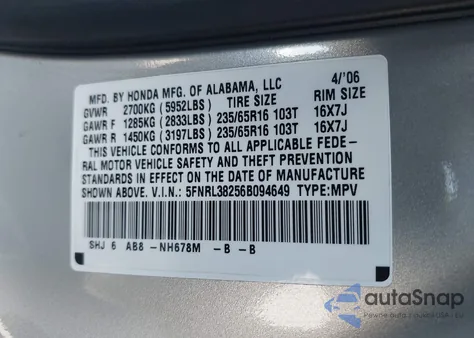 MFD. BY HONDA MFG. OF ALABAMA, LLC 4/'06
GVWR 2700KG (5952LBS) TIRE SIZE RIM SIZE
GAWR F 1285KG (2833LBS) 235/65R16 103T 16X7J
GAWR R 1450KG (3197LBS) 235/65R16 103T 16X7J
THIS VEHICLE CONFORMS TO ALL APPLICABLE FEDE-
RAL MOTOR VEHICLE SAFETY AND THEFT PREVENTION
STANDARDS IN EFFECT ON THE DATE OF MANUFACTURE
SHOWN ABOVE. V.I.N.: 5FNRL38256B094649 TYPE:MPV
SHJ 6 AB8 -NH678M -B -B
autoSnap